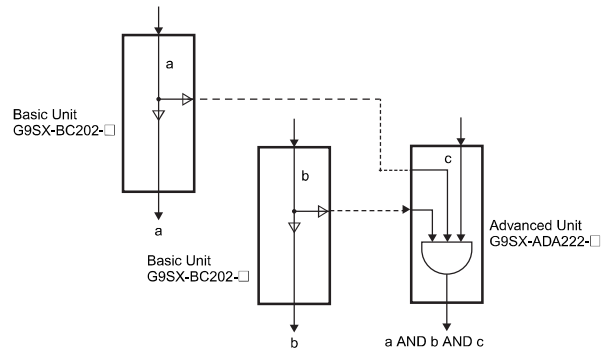 a
Basic Unit
G9SX-BC202-□
a
b
Basic Unit
G9SX-BC202-□
b
c
Advanced Unit
G9SX-ADA222-□
a AND b AND c